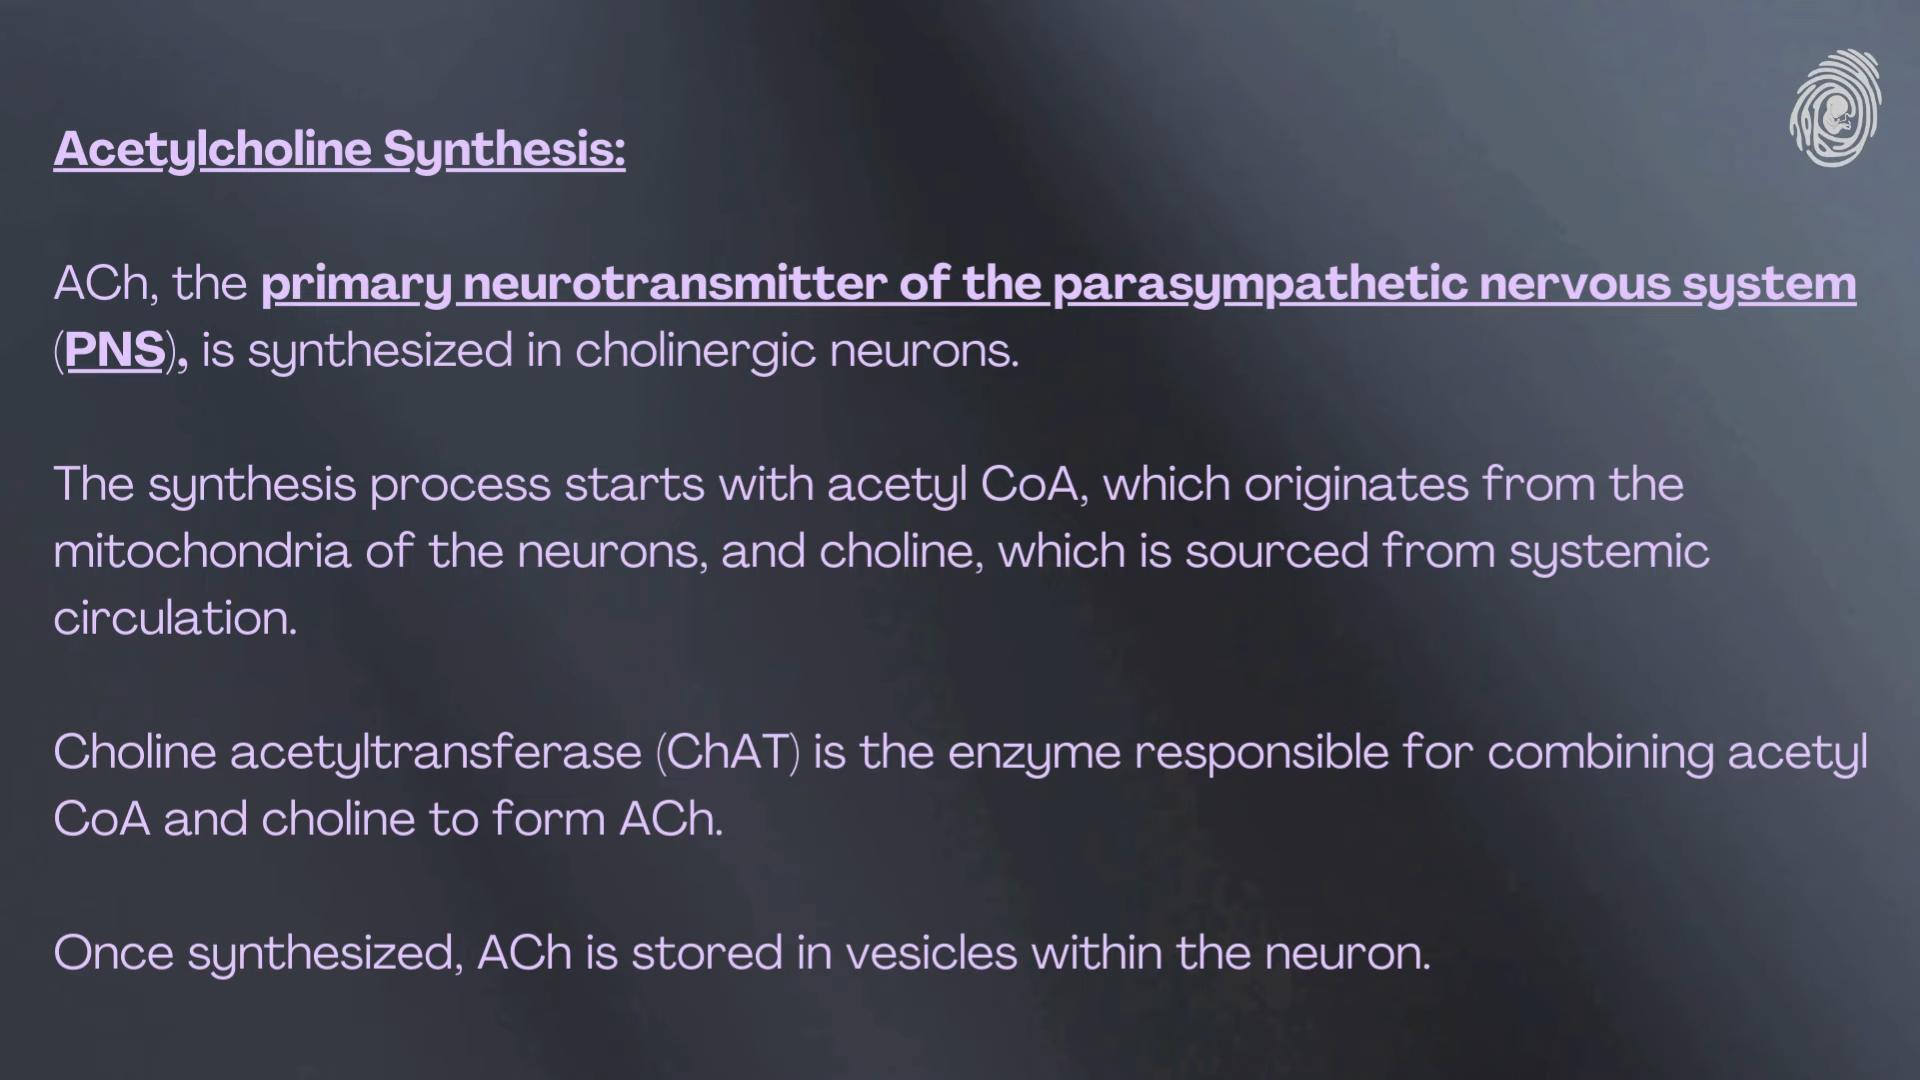 Acetylcholine Synthesis:
ACh, the primary neurotransmitter of the parasympathetic nervous system
(PNS), is synthesized in cholinergic neurons.
The synthesis process starts with acetyl CoA, which originates from the
mitochondria of the neurons, and choline, which is sourced from systemic
circulation.
Choline acetyltransferase (ChAT) is the enzyme responsible for combining acetyl
CoA and choline to form ACh.
Once synthesized, ACh is stored in vesicles within the neuron.